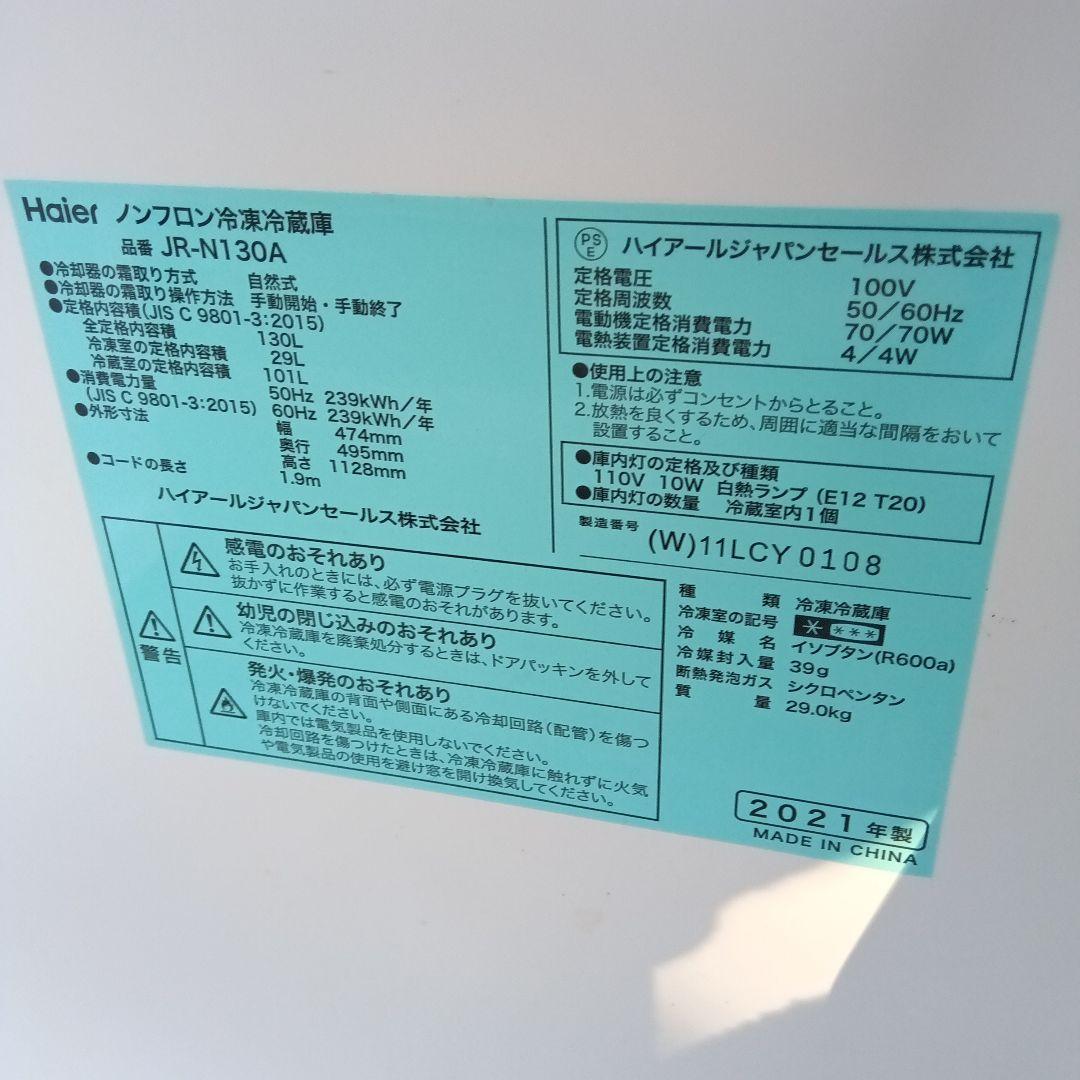 Haier ノンフロン冷凍冷蔵庫
品番 JR-N130A
●冷却器の霜取り方式 自然式
●冷却器の霜取り操作方法 手動開始・手動終了
●定格内容積(JIS C 9801-3:2015)
全定格内容積 130L
冷凍室の定格内容積 29L
冷蔵室の定格内容積 101L
●消費電力量 50Hz 239kWh/年
(JIS C 9801-3:2015) 60Hz 239kWh/年
●外形寸法 幅 474mm
奥行 495mm
高さ 1128mm
●コードの長さ 1.9m
ハイアールジャパンセールス株式会社
警告
感電のおそれあり
お手入れのときには、必ず電源プラグを抜いてください。
抜かずに作業すると感電のおそれがあります。
幼児の閉じ込みのおそれあり
冷凍冷蔵庫を廃棄処分するときは、ドアパッキンを外して
ください。
発火・爆発のおそれあり
冷凍冷蔵庫の背面や側面にある冷却回路(配管)を傷つ
けないでください。
庫内では電気製品を使用しないでください。
冷却回路を傷つけたときは、冷凍冷蔵庫に触れずに火気
や電気製品の使用を避け窓を開け換気してください。
PS
E
ハイアールジャパンセールス株式会社
定格電圧 100V
定格周波数 50/60Hz
電動機定格消費電力 70/70W
電熱装置定格消費電力 4/4W
●使用上の注意
1.電源は必ずコンセントからとること。
2.放熱を良くするため、周囲に適当な間隔をおいて
設置すること。
●庫内灯の定格及び種類
110V 10W 白熱ランプ (E12 T20)
●庫内灯の数量 冷蔵室内1個
製造番号 (W)11LCY0108
種類 冷凍冷蔵庫
冷凍室の記号 * ***
冷媒名 イソブタン(R600a)
冷媒封入量 39g
断熱発泡ガス シクロペンタン
質量 29.0kg
2021年製
MADE IN CHINA